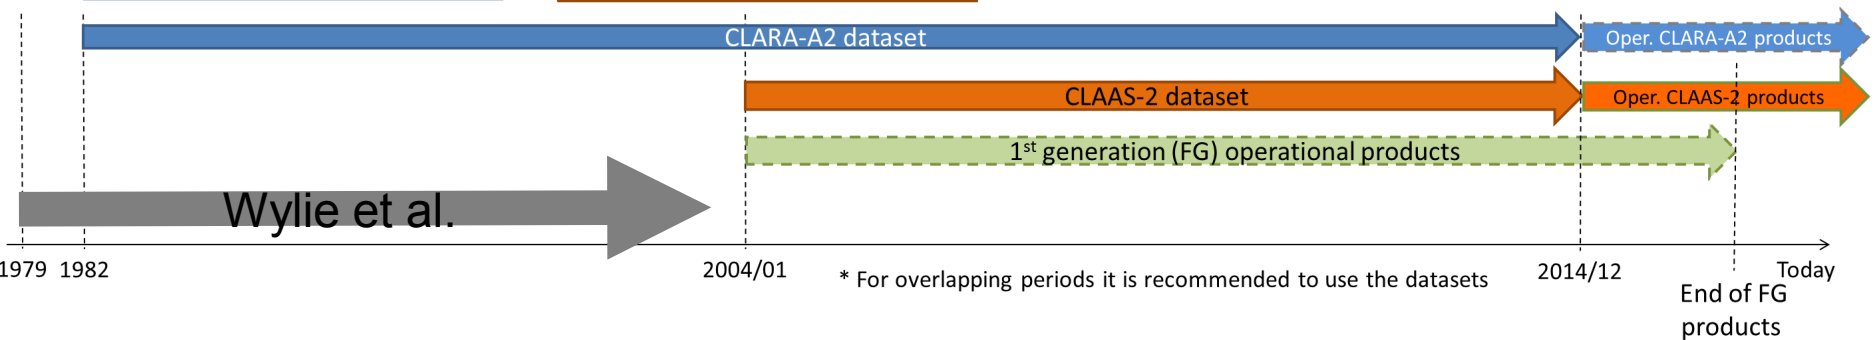 CLARA-A2 dataset
Oper. CLARA-A2 products
CLAAS-2 dataset
Oper. CLAAS-2 products
1st generation (FG) operational products
Wylie et al.
1979 1982 2004/01 2014/12 Today
* For overlapping periods it is recommended to use the datasets
End of FG
products